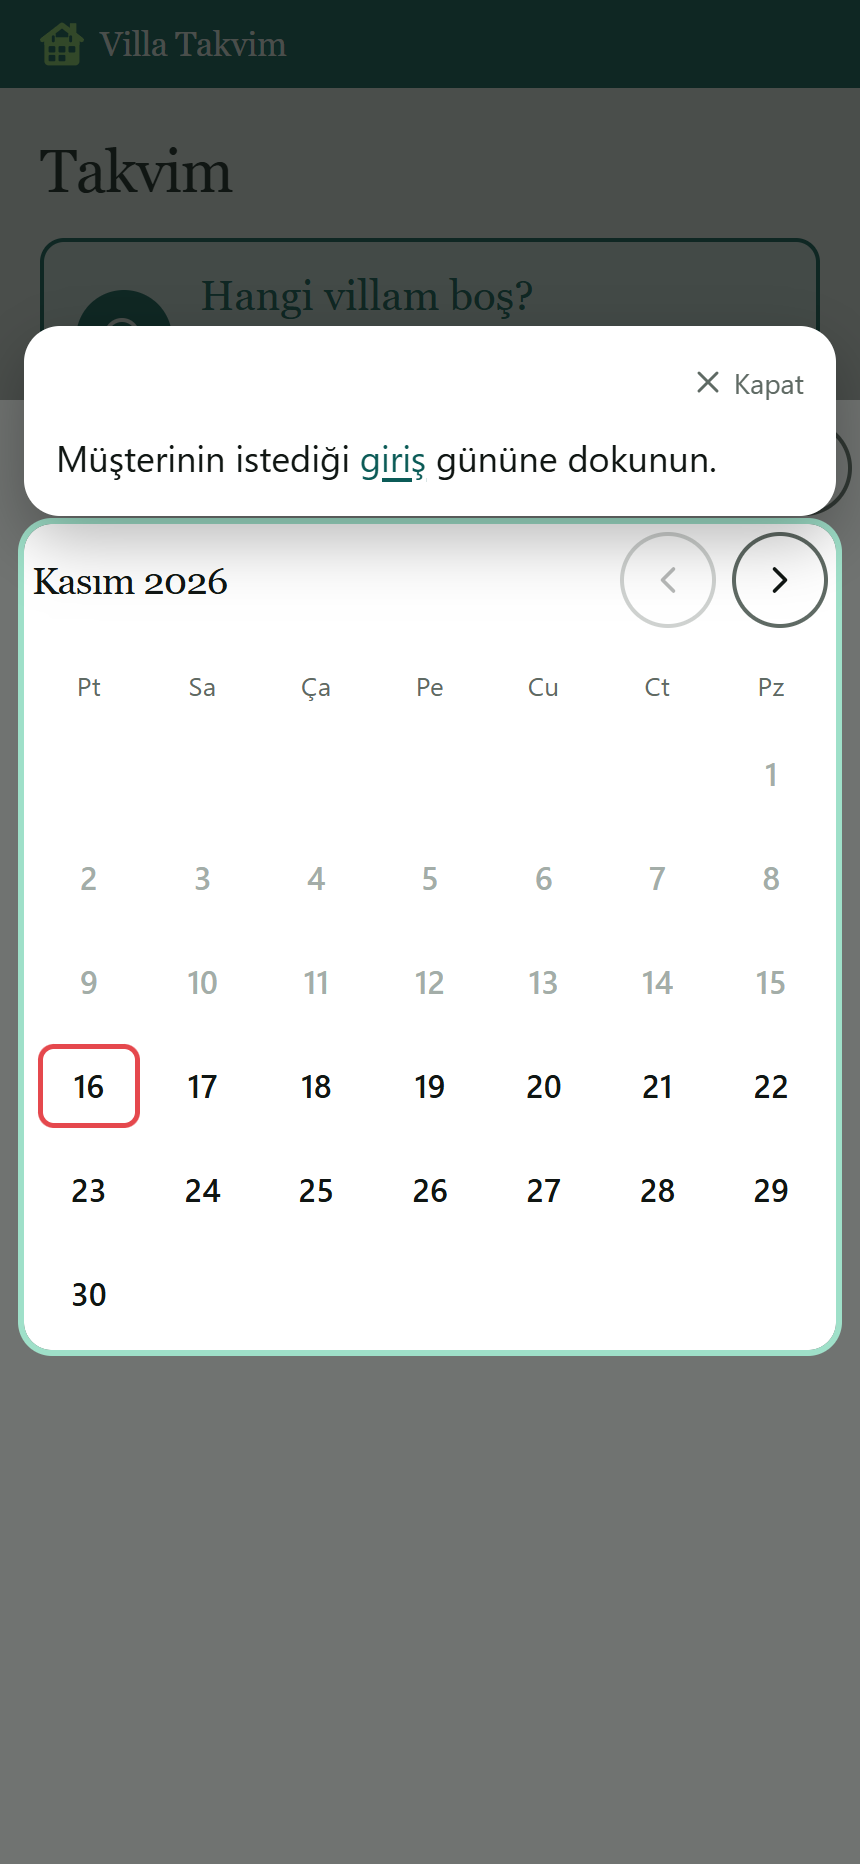 Villa Takvim
Takvim
Hangi villam boş?
Kapat
Müşterinin istediği giriş gününe dokunun.
Kasım 2026
Pt Sa Ça Pe Cu Ct Pz
1
2 3 4 5 6 7 8
9 10 11 12 13 14 15
16 17 18 19 20 21 22
23 24 25 26 27 28 29
30